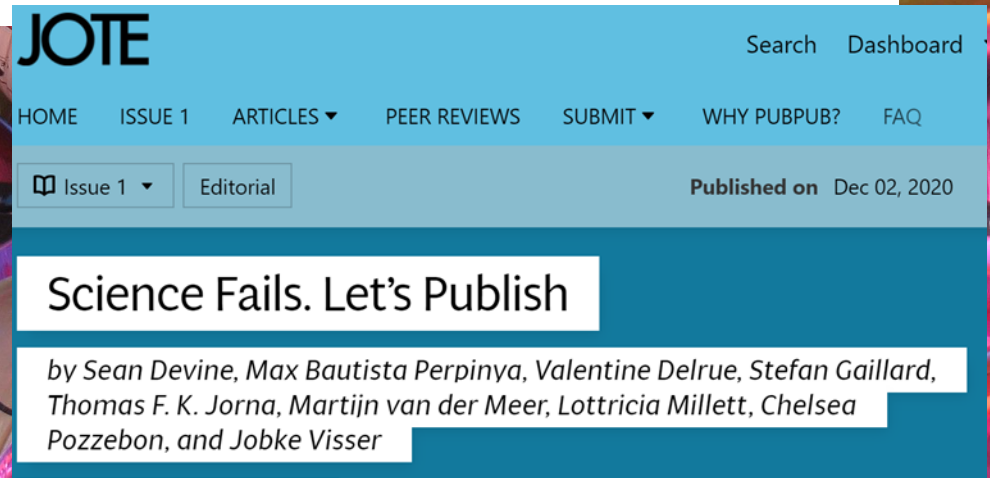 JOTE
Search Dashboard
HOME ISSUE 1 ARTICLES PEER REVIEWS SUBMIT WHY PUBPUB? FAQ
Issue 1 Editorial Published on Dec 02, 2020
Science Fails. Let's Publish
by Sean Devine, Max Bautista Perpinya, Valentine Delrue, Stefan Gaillard,
Thomas F. K. Jorna, Martijn van der Meer, Lottricia Millett, Chelsea
Pozzebon, and Jobke Visser